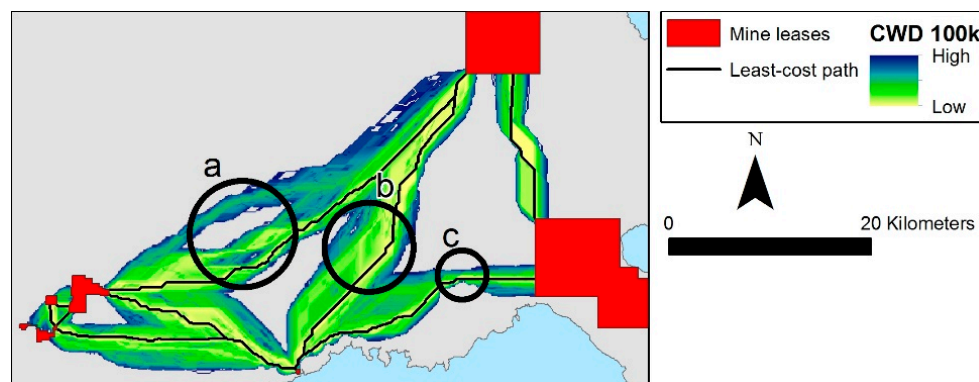 a
b
c
Mine leases
Least-cost path
CWD 100k
High
Low
N
0
20 Kilometers